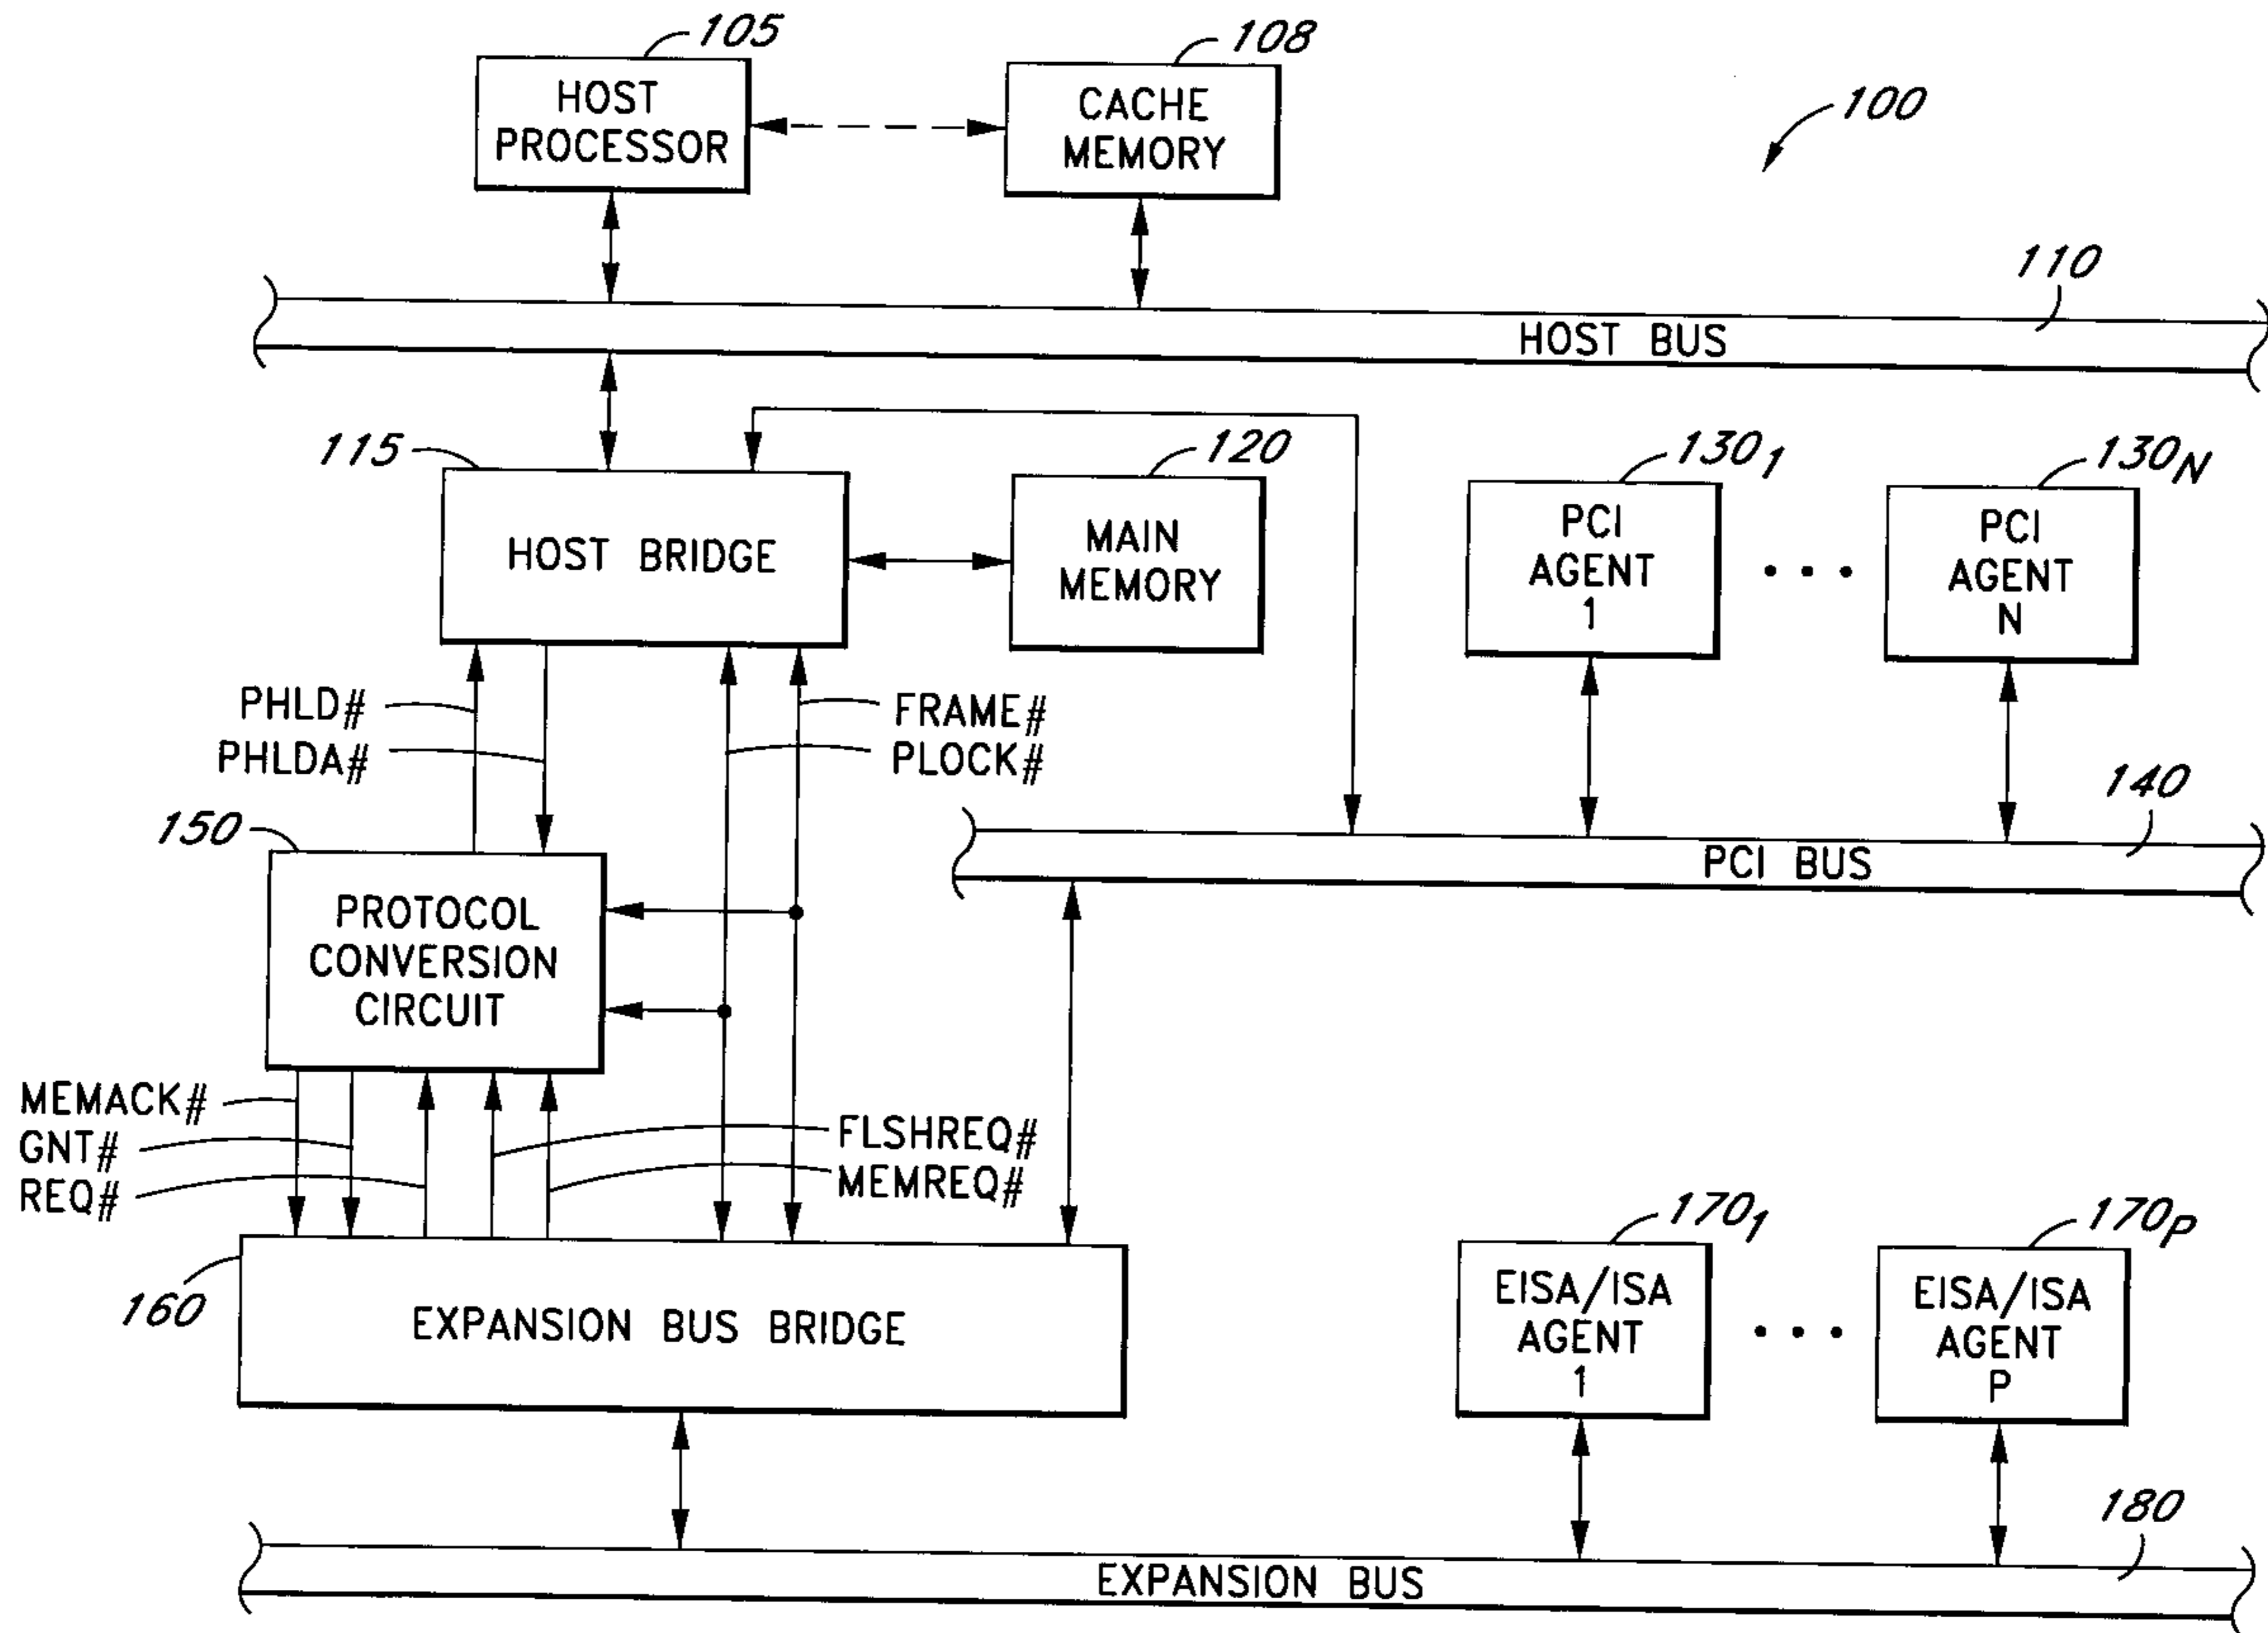 105
108
100
HOST
PROCESSOR
CACHE
MEMORY
110
HOST BUS
115
120
130₁
130N
HOST BRIDGE
MAIN
MEMORY
PCI
AGENT
1
PCI
AGENT
N
PHLD#
PHLDA#
FRAME#
PLOCK#
140
PCI BUS
150
PROTOCOL
CONVERSION
CIRCUIT
MEMACK#
GNT#
REQ#
FLSHREQ#
MEMREQ#
160
EXPANSION BUS BRIDGE
170₁
170P
EISA/ISA
AGENT
1
EISA/ISA
AGENT
P
180
EXPANSION BUS